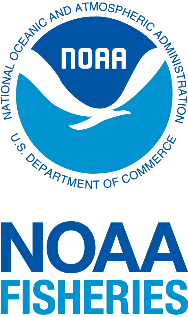 NATIONAL OCEANIC AND ATMOSPHERIC ADMINISTRATION
NOAA
U.S. DEPARTMENT OF COMMERCE
NOAA
FISHERIES